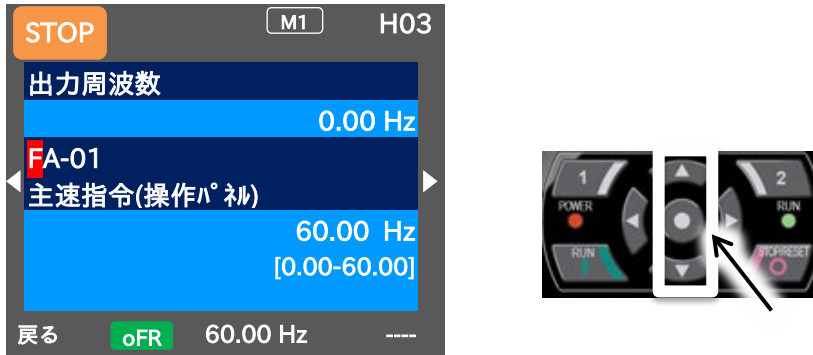 STOP
M1
H03
出力周波数
0.00 Hz
FA-01
主速指令(操作ﾊﾟﾈﾙ)
60.00 Hz
[0.00-60.00]
戻る
oFR
60.00 Hz
----
1
2
POWER
RUN
RUN
STOP/RESET